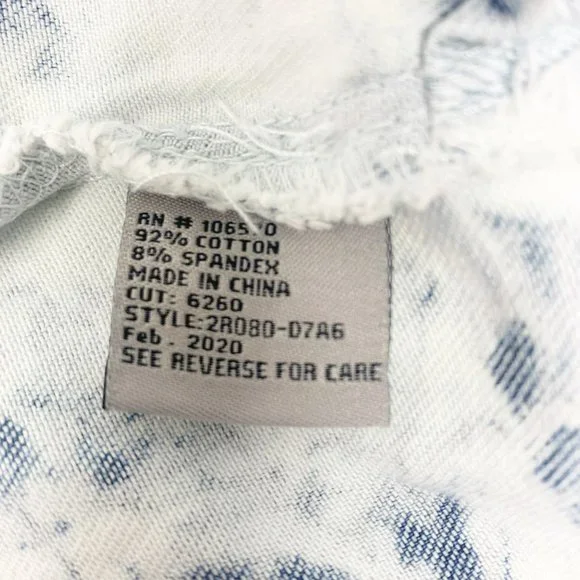 RN #
92% COTTON
8% SPANDEX
MADE IN CHINA
CUT: 6260
STYLE:2R080-D7A6
Feb. 2020
SEE REVERSE FOR CARE